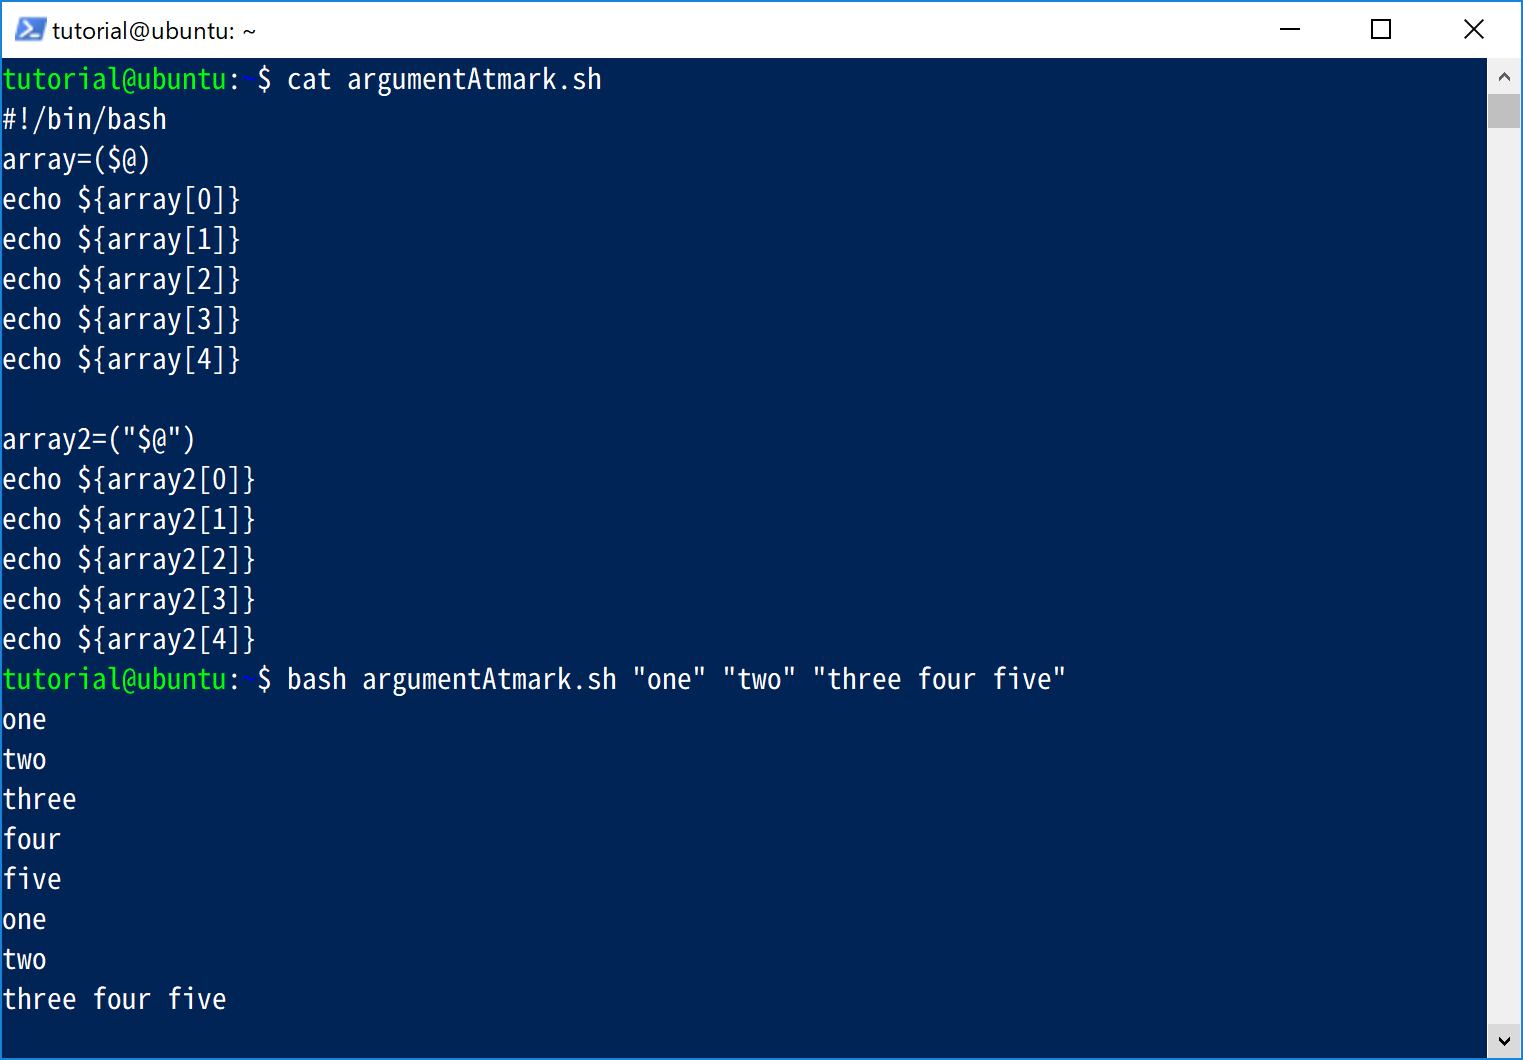 tutorial@ubuntu: ~
tutorial@ubuntu:~$ cat argumentAtmark.sh
#!/bin/bash
array=($@)
echo ${array[0]}
echo ${array[1]}
echo ${array[2]}
echo ${array[3]}
echo ${array[4]}

array2=("$@")
echo ${array2[0]}
echo ${array2[1]}
echo ${array2[2]}
echo ${array2[3]}
echo ${array2[4]}
tutorial@ubuntu:~$ bash argumentAtmark.sh "one" "two" "three four five"
one
two
three
four
five
one
two
three four five